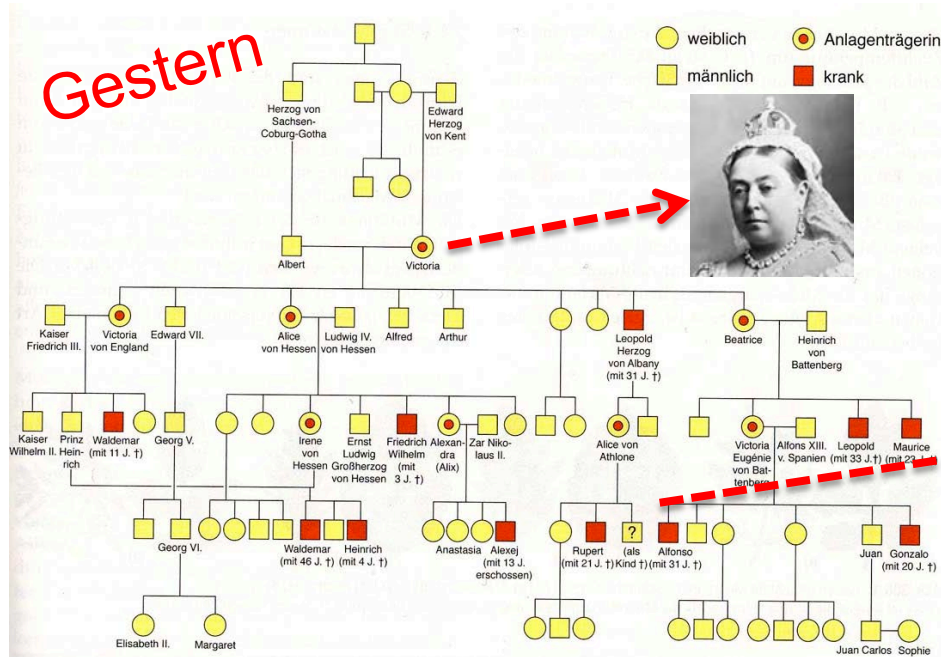 Gestern
weiblich
Anlagenträgerin
männlich
krank
Herzog von
Sachsen-
Coburg-Gotha
Edward
Herzog
von Kent
Albert
Victoria
Kaiser
Friedrich III.
Victoria
von England
Edward VII.
Alice
von Hessen
Ludwig IV.
von Hessen
Alfred
Arthur
Leopold
Herzog
von Albany
(mit 31 J. †)
Beatrice
Heinrich
von
Battenberg
Kaiser
Wilhelm II.
Prinz
Hein-
rich
Waldemar
(mit 11 J. †)
Georg V.
Irene
von
Hessen
Ernst
Ludwig
Großherzog
von Hessen
Friedrich
Wilhelm
(mit
3 J. †)
Alexan-
dra
(Alix)
Zar Niko-
laus II.
Alice von
Athlone
Victoria
Eugénie
von Bat-
tenberg
Alfons XIII.
v. Spanien
Leopold
(mit 33 J. †)
Maurice
(mit 23 J. †)
Georg VI.
Waldemar
(mit 46 J. †)
Heinrich
(mit 4 J. †)
Anastasia
Alexej
(mit 13 J.
erschossen)
Rupert
(mit 21 J. †)
?
(als
Kind †)
Alfonso
(mit 31 J. †)
Juan
Gonzalo
(mit 20 J. †)
Elisabeth II.
Margaret
Juan Carlos
Sophie